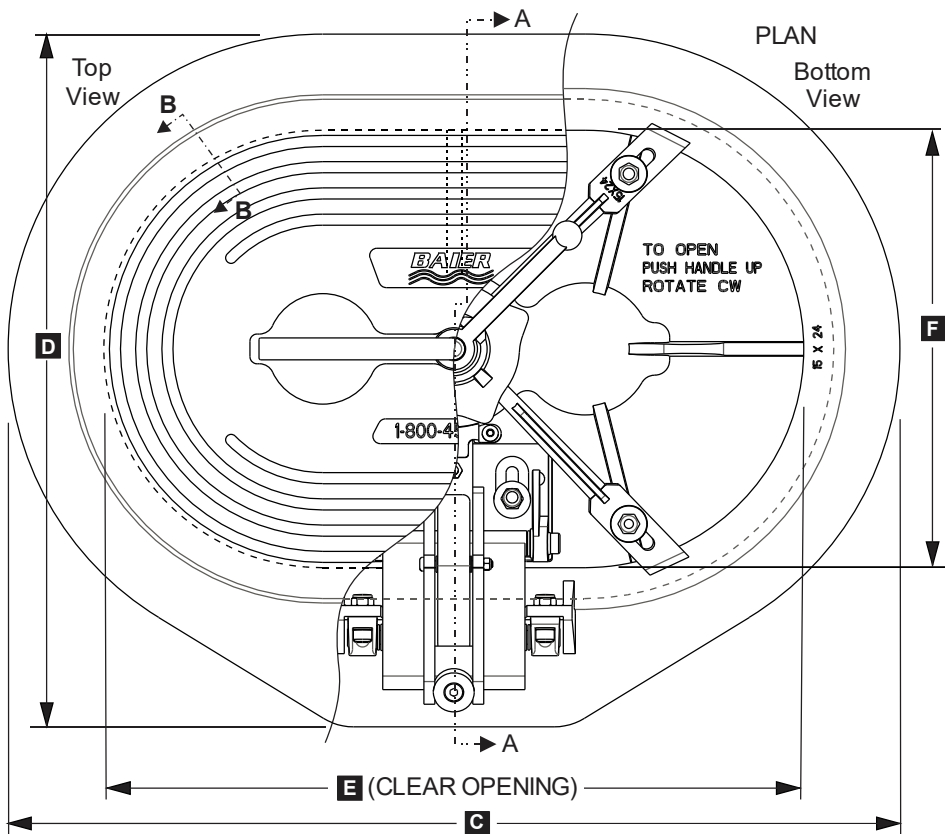 A
PLAN
Top
View
Bottom
View
B
B
15X24
TO OPEN
PUSH HANDLE UP
ROTATE CW
BAIER
D
F
15 X 24
1-800-4
A
E (CLEAR OPENING)
C